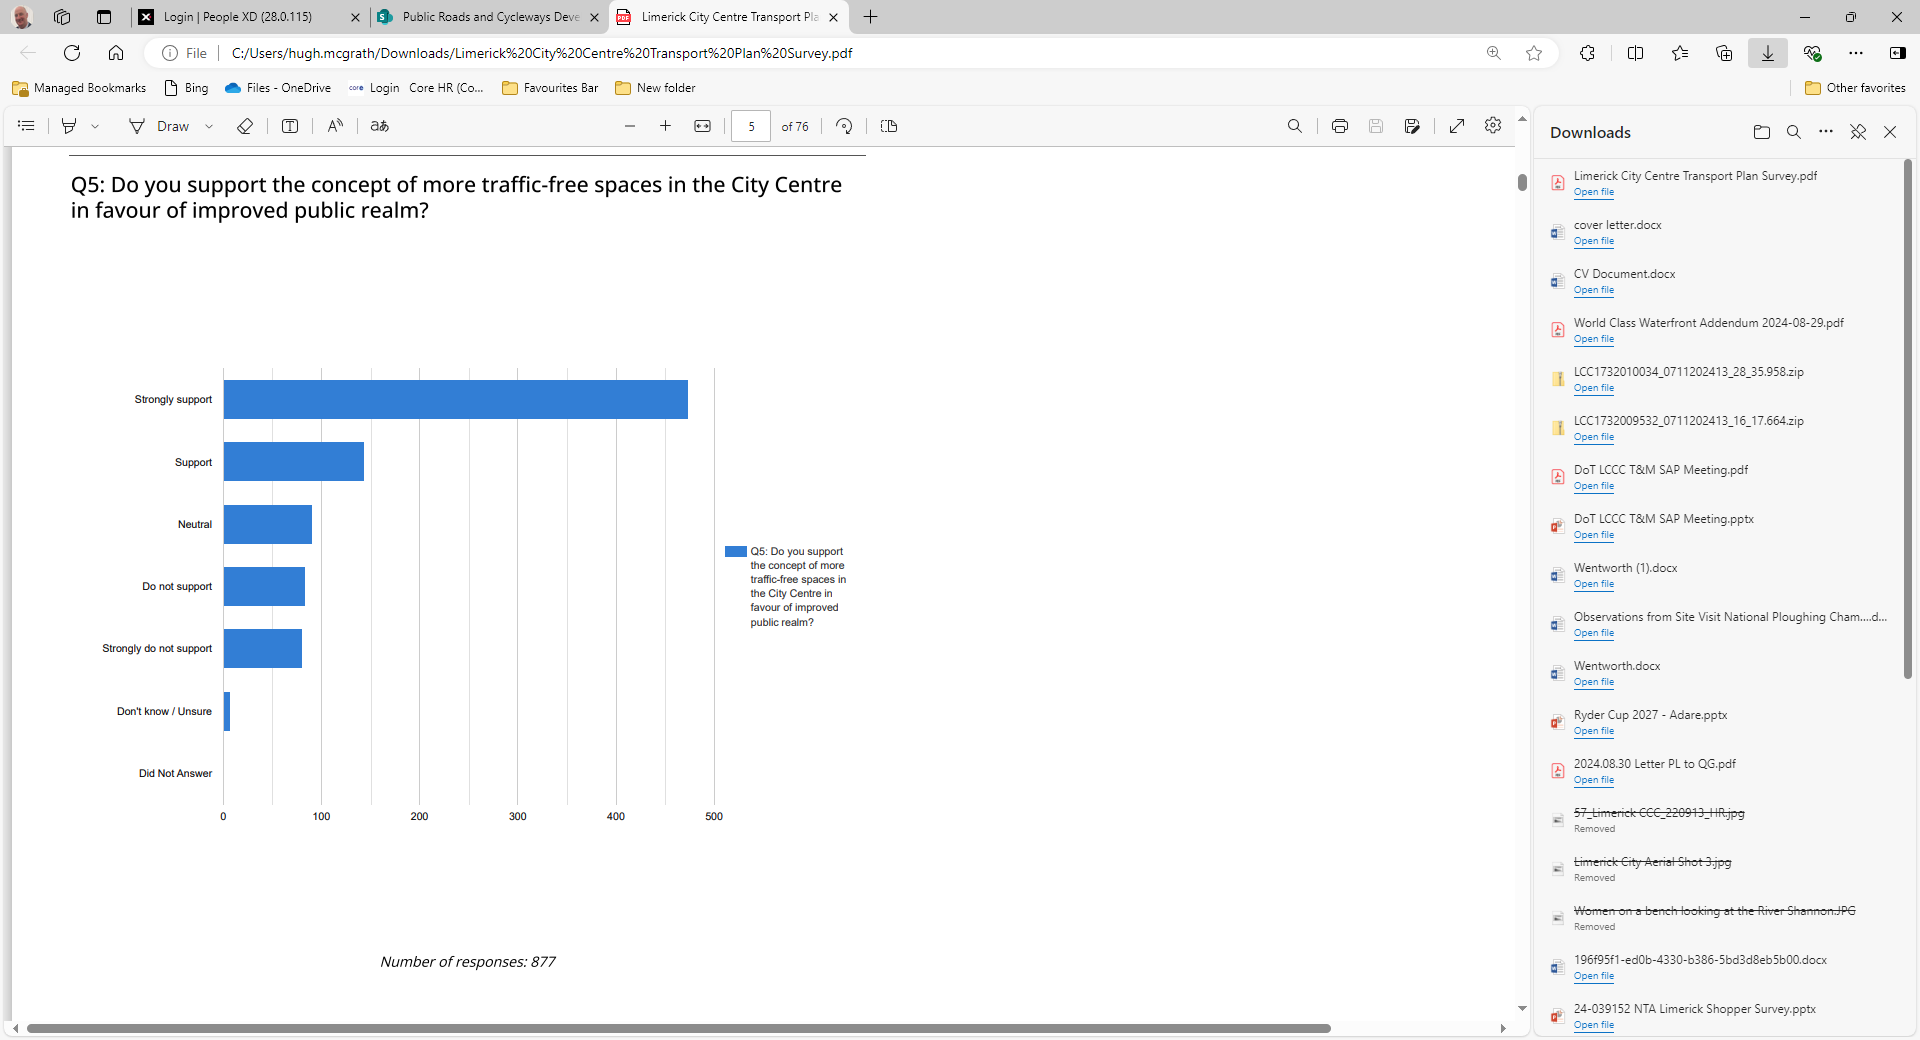 Login | People XD (28.0.115)
Public Roads and Cycleways Deve
Limerick City Centre Transport Pla
File
C:/Users/hugh.mcgrath/Downloads/Limerick%20City%20Centre%20Transport%20Plan%20Survey.pdf
Managed Bookmarks
Bing
Files - OneDrive
core Login
Core HR (Co...
Favourites Bar
New folder
Other favorites
Draw
aあ
5 of 76
Q5: Do you support the concept of more traffic-free spaces in the City Centre
in favour of improved public realm?
Strongly support
Support
Neutral
Do not support
Strongly do not support
Don't know / Unsure
Did Not Answer
0 100 200 300 400 500
Q5: Do you support
the concept of more
traffic-free spaces in
the City Centre in
favour of improved
public realm?
Number of responses: 877
Downloads
Limerick City Centre Transport Plan Survey.pdf
Open file
cover letter.docx
Open file
CV Document.docx
Open file
World Class Waterfront Addendum 2024-08-29.pdf
Open file
LCC1732010034_0711202413_28_35.958.zip
Open file
LCC1732009532_0711202413_16_17.664.zip
Open file
DoT LCCC T&M SAP Meeting.pdf
Open file
DoT LCCC T&M SAP Meeting.pptx
Open file
Wentworth (1).docx
Open file
Observations from Site Visit National Ploughing Cham....d...
Open file
Wentworth.docx
Open file
Ryder Cup 2027 - Adare.pptx
Open file
2024.08.30 Letter PL to QG.pdf
Open file
57_Limerick CCC_220913_HR.jpg
Removed
Limerick City Aerial Shot 3.jpg
Removed
Women on a bench looking at the River Shannon.JPG
Removed
196f95f1-ed0b-4330-b386-5bd3d8eb5b00.docx
Open file
24-039152 NTA Limerick Shopper Survey.pptx
Open file